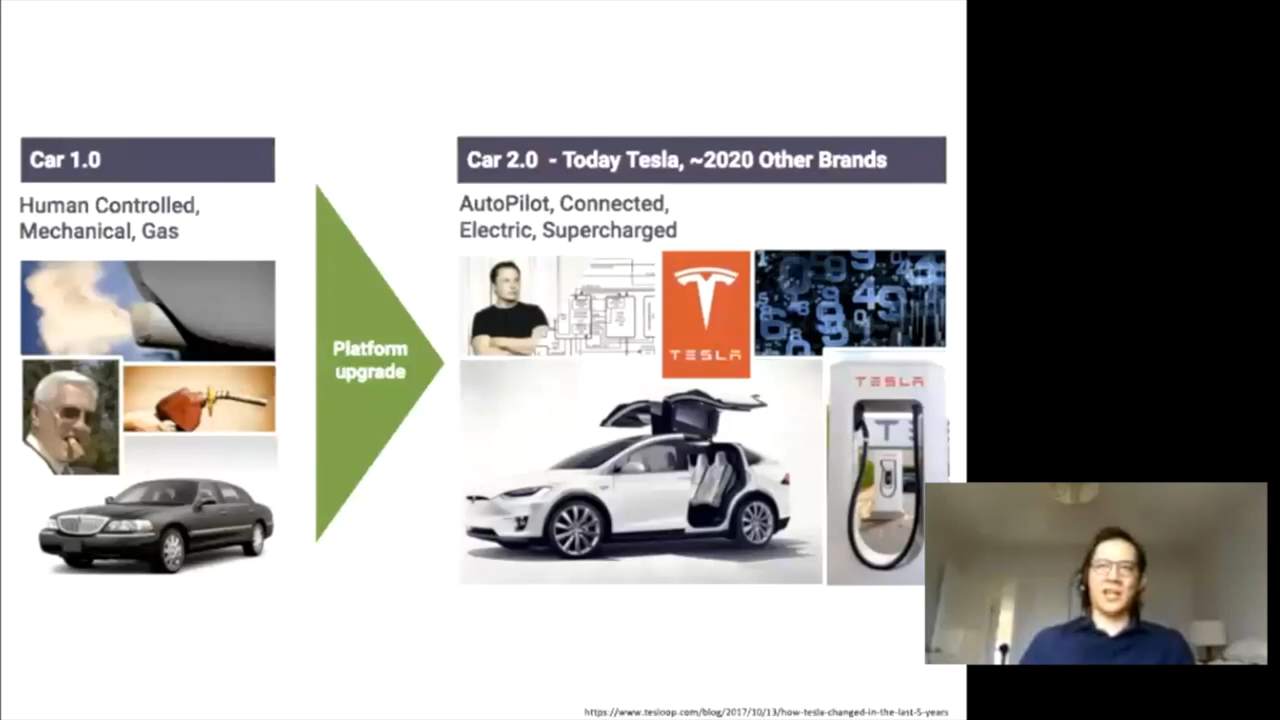 Car 1.0
Human Controlled,
Mechanical, Gas
Platform
upgrade
Car 2.0 - Today Tesla, ~2020 Other Brands
AutoPilot, Connected,
Electric, Supercharged
TESLA
TESLA
https://www.tesloop.com/blog/2017/10/13/how-tesla-changed-in-the-last-5-years